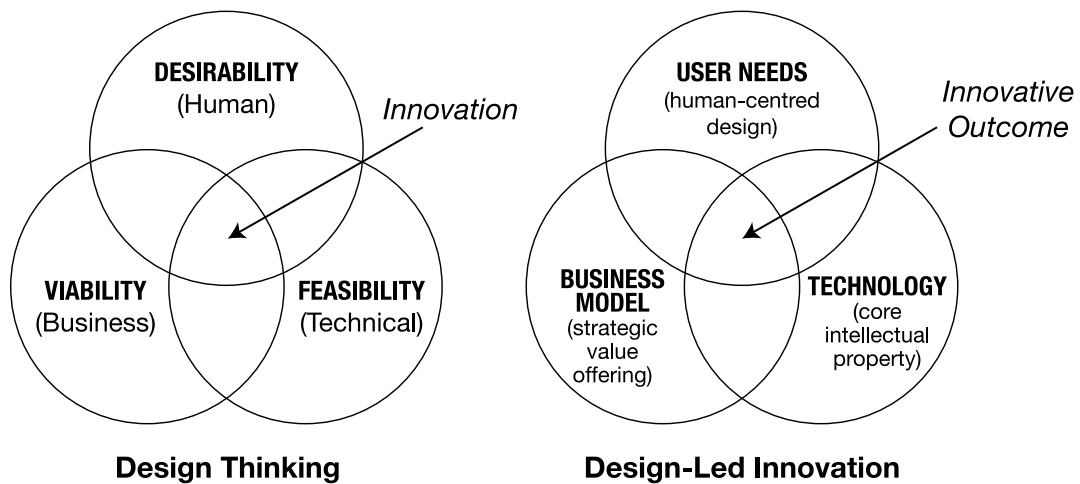 DESIRABILITY
(Human)
Innovation
VIABILITY
(Business)
FEASIBILITY
(Technical)
Design Thinking
USER NEEDS
(human-centred
design)
Innovative
Outcome
BUSINESS
MODEL
(strategic
value
offering)
TECHNOLOGY
(core
intellectual
property)
Design-Led Innovation